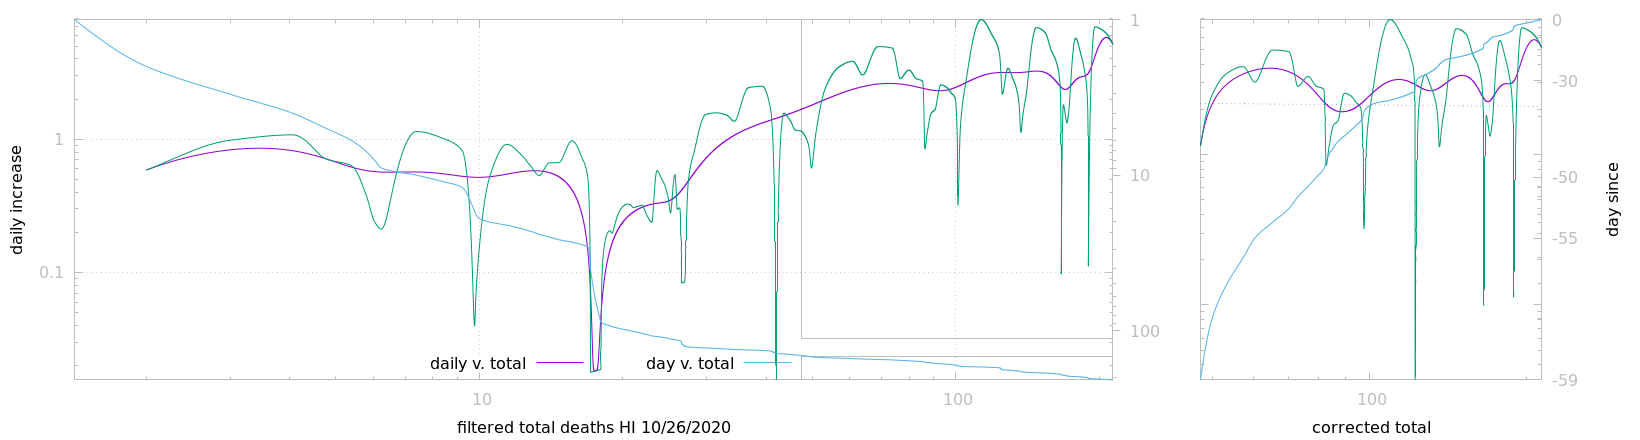 1
0.1
daily increase
10
100
filtered total deaths HI 10/26/2020
daily v. total
day v. total
1
10
100
0
-30
-50
-55
-59
day since
100
corrected total